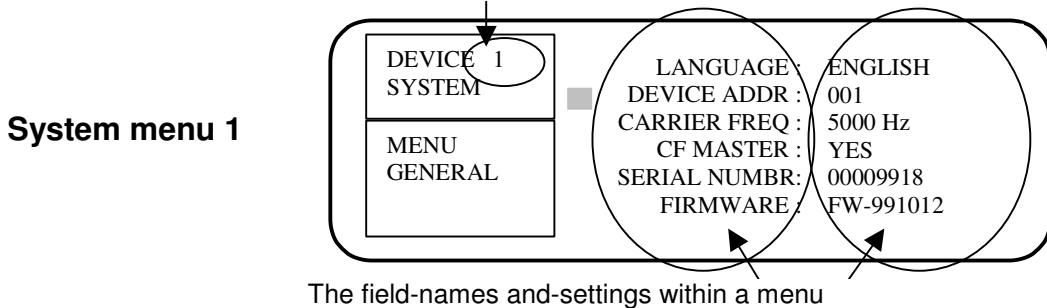 System menu 1
DEVICE 1
SYSTEM
MENU
GENERAL
LANGUAGE : ENGLISH
DEVICE ADDR : 001
CARRIER FREQ : 5000 Hz
CF MASTER : YES
SERIAL NUMBR: 00009918
FIRMWARE : FW-991012
The field-names and-settings within a menu